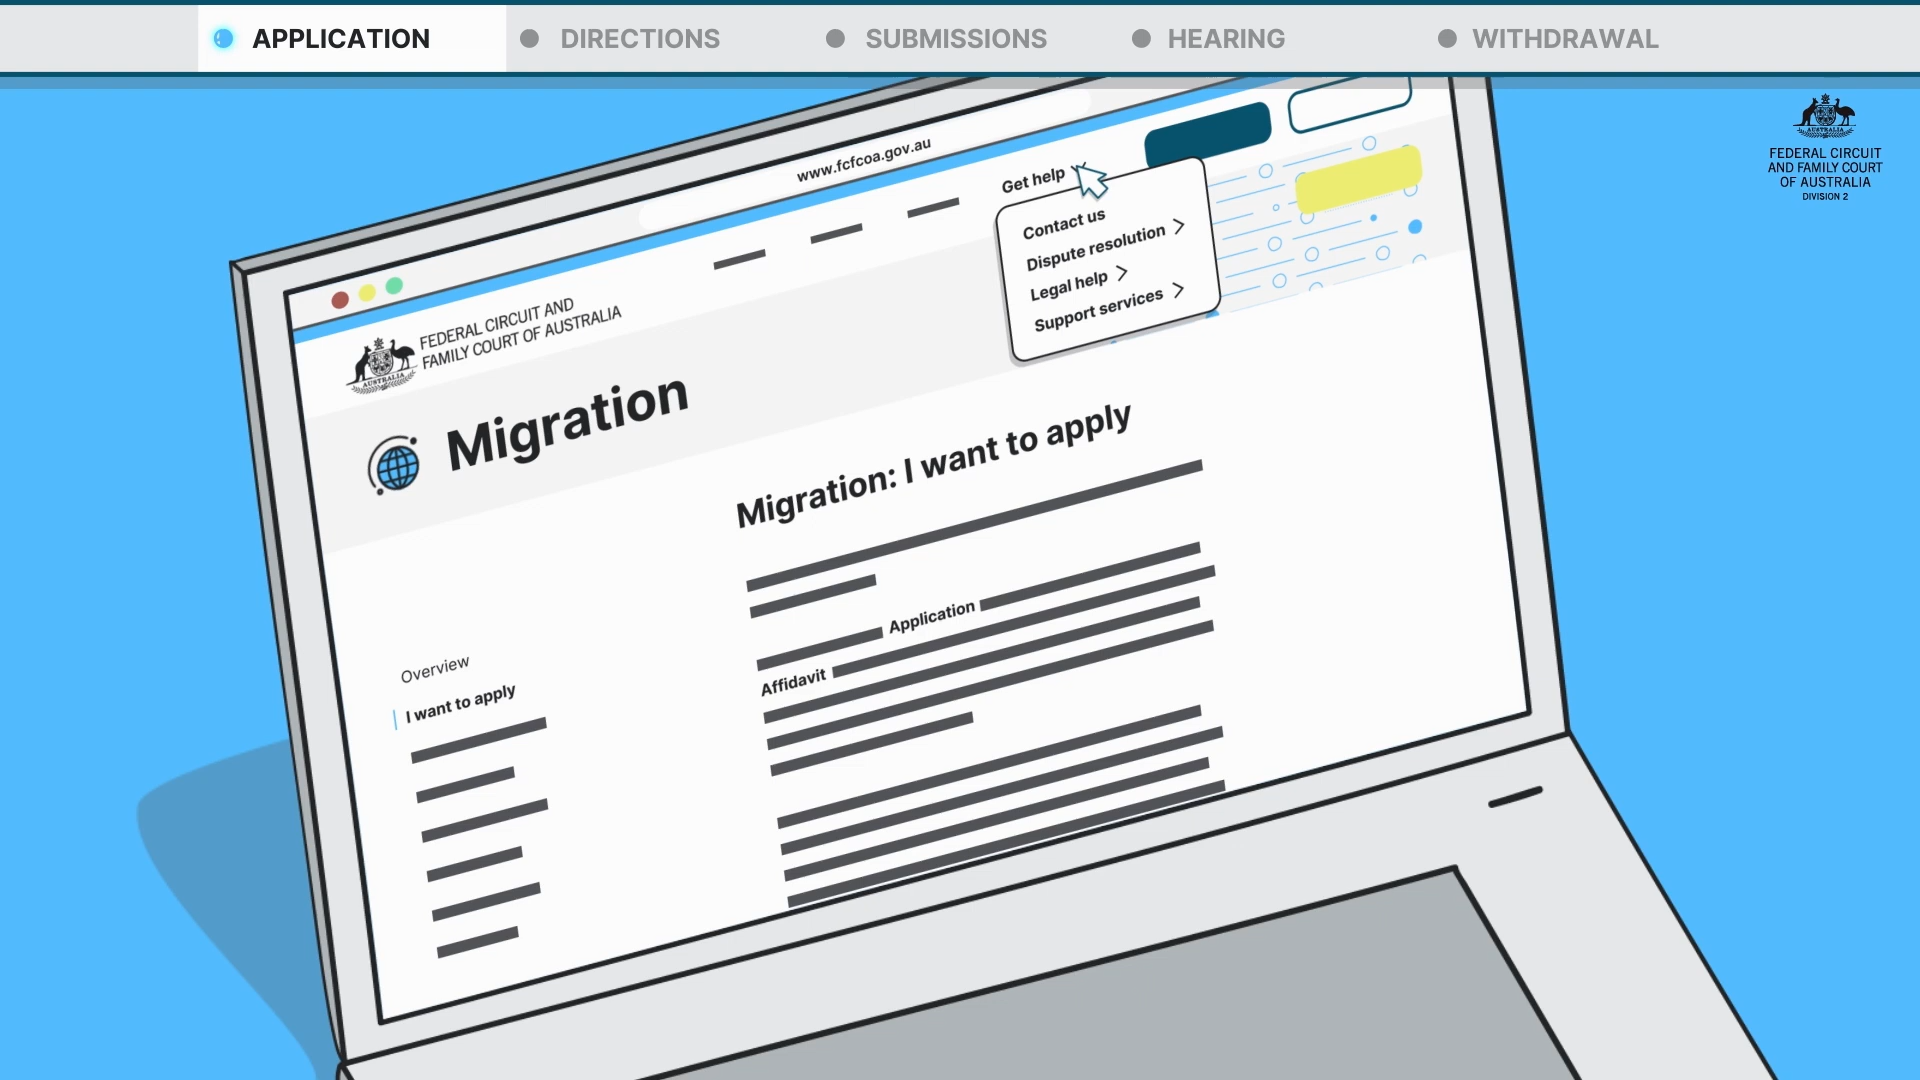 APPLICATION
DIRECTIONS
SUBMISSIONS
HEARING
WITHDRAWAL
AUSTRALIA
FEDERAL CIRCUIT
AND FAMILY COURT
OF AUSTRALIA
DIVISION 2
www.fcfcoa.gov.au
Get help
Contact us
Dispute resolution
Legal help
Support services
AUSTRALIA
FEDERAL CIRCUIT AND
FAMILY COURT OF AUSTRALIA
Migration
Migration: I want to apply
Application
Affidavit
Overview
I want to apply